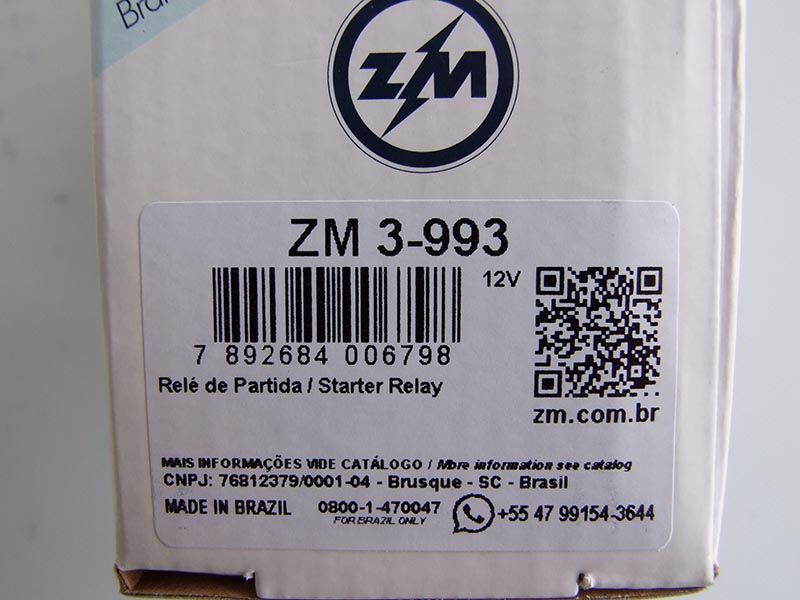 ZM
ZM 3-993
12V
7 892684 006798
Relé de Partida / Starter Relay
zm.com.br
MAIS INFORMAÇÕES VIDE CATÁLOGO / More information see catalog
CNPJ: 76812379/0001-04 - Brusque - SC - Brasil
MADE IN BRAZIL 0800-1-470047 +55 47 99154-3644
FOR BRAZIL ONLY